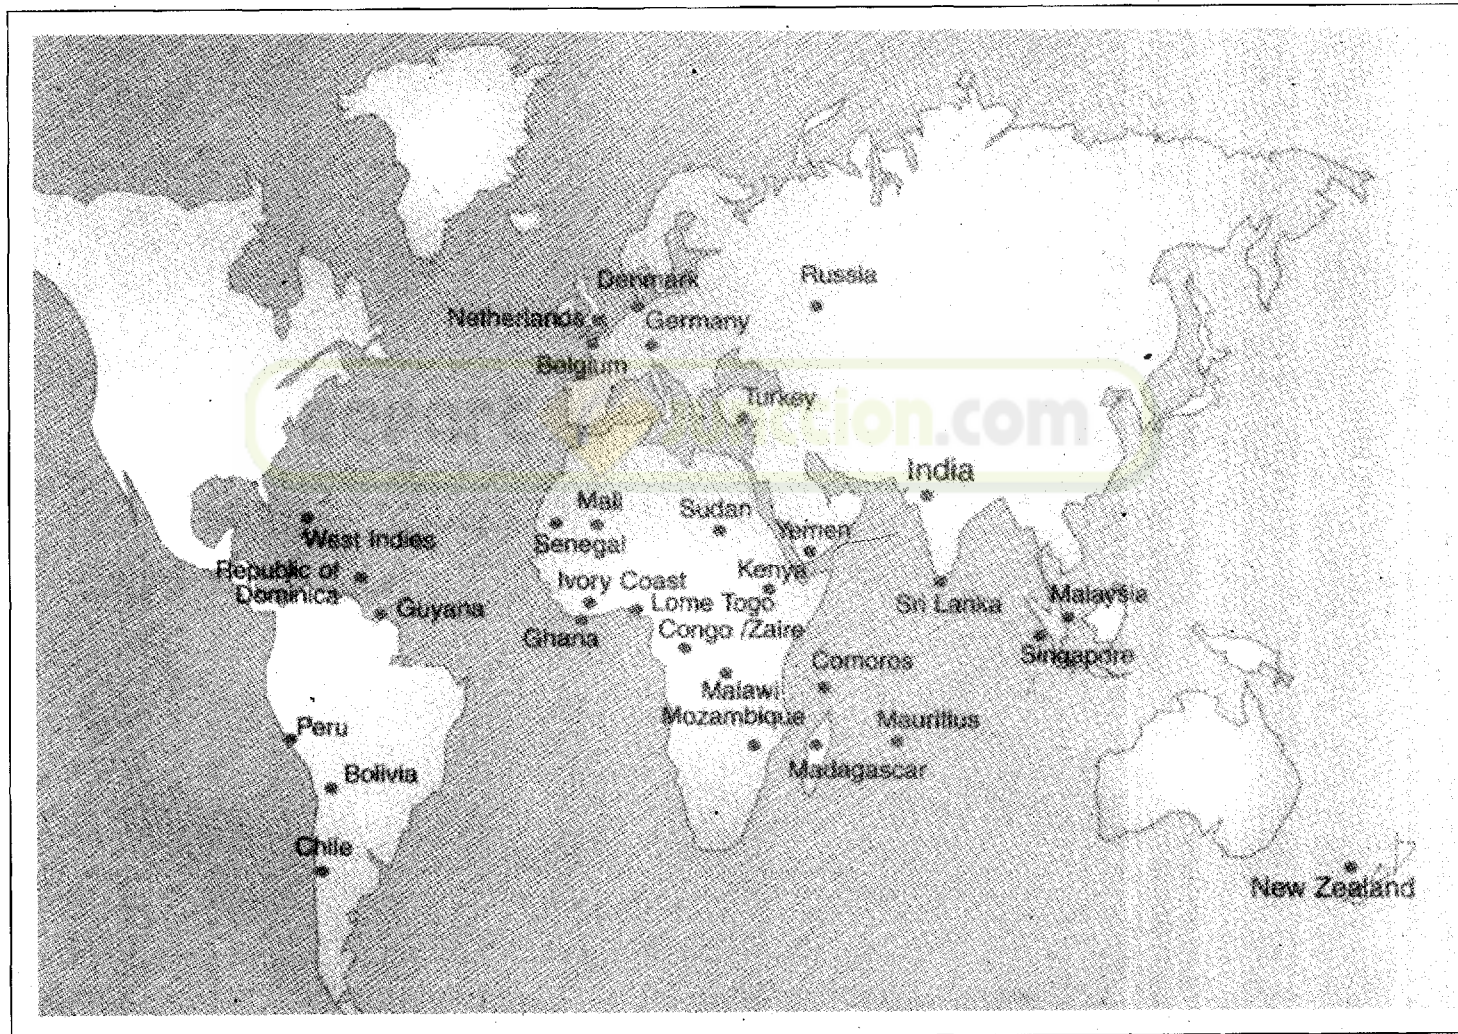 Denmark
Russia
Netherlands
Germany
Belgium
Turkey
junction.com
India
Mali
Sudan
Senegal
Yemen
West Indies
Republic of
Dominica
Kenya
Ivory Coast
Guyana
Lome Togo
Sri Lanka
Malaysia
Ghana
Congo /Zaire
Singapore
Comoros
Malawi
Mozambique
Mauritius
Peru
Madagascar
Bolivia
Chile
New Zealand